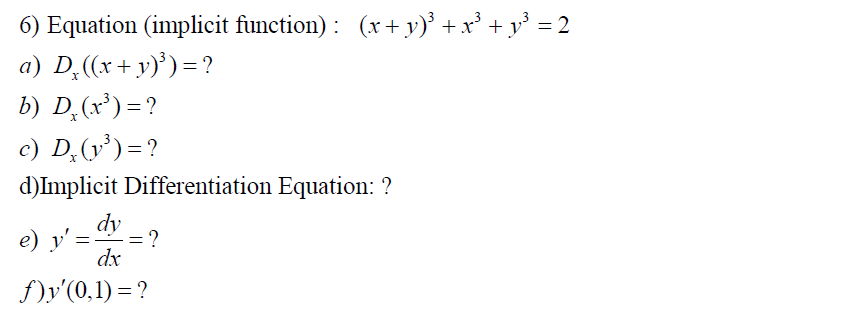 6) Equation (implicit function) : (x + y)³ + x³ + y³ = 2
a) Dₓ((x + y)³) = ?
b) Dₓ(x³) = ?
c) Dₓ(y³) = ?
d)Implicit Differentiation Equation: ?
e) y' = dy/dx = ?
f)y'(0,1) = ?